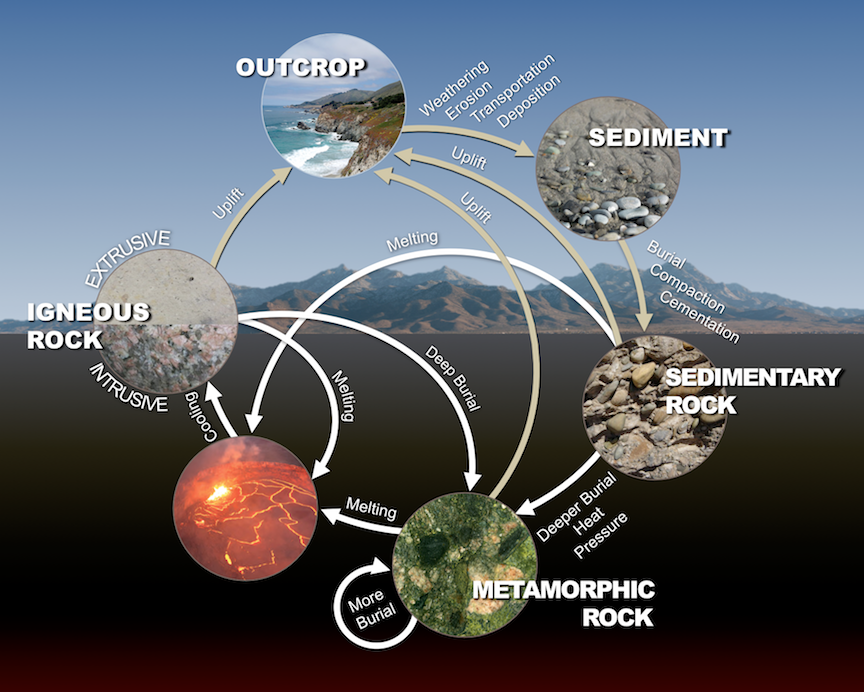 OUTCROP
Weathering
Erosion
Transportation
Deposition
SEDIMENT
Uplift
Uplift
Uplift
Melting
Burial
Compaction
Cementation
EXTRUSIVE
IGNEOUS
ROCK
INTRUSIVE
Deep Burial
Melting
SEDIMENTARY
ROCK
Cooling
Melting
Deeper Burial
Heat
Pressure
METAMORPHIC
ROCK
More
Burial